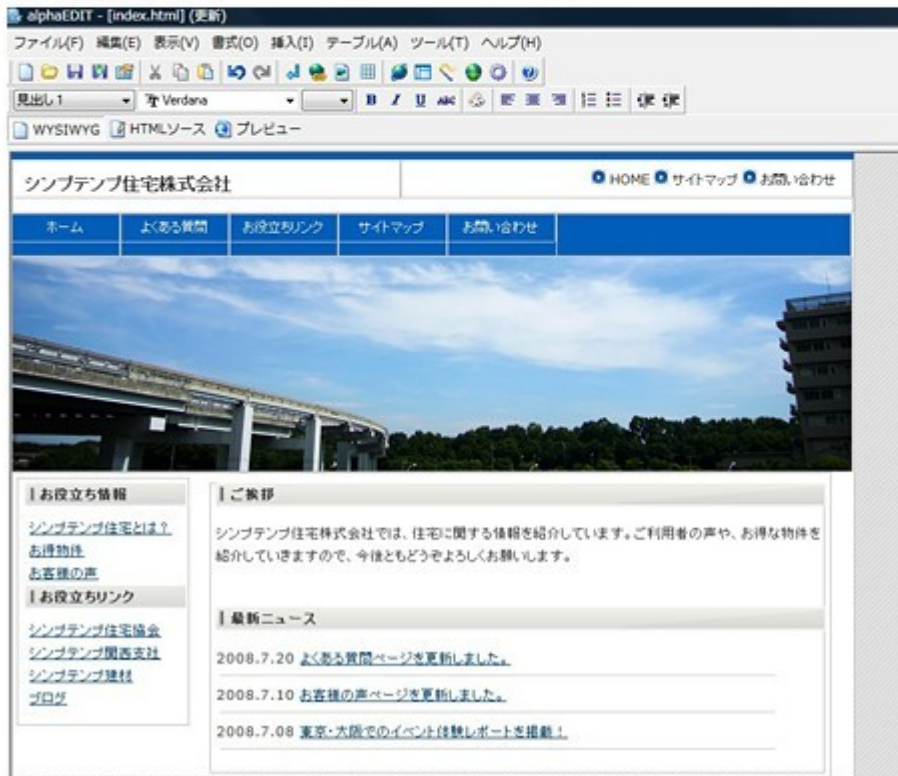 alphaEDIT - [index.html] (更新)
ファイル(F) 編集(E) 表示(V) 書式(O) 挿入(I) テーブル(A) ツール(T) ヘルプ(H)
見出し 1 Verdana B I U ABC
WYSIWYG HTMLソース プレビュー
シンプテンプ住宅株式会社 HOME サイトマップ お問い合わせ
ホーム よくある質問 お役立ちリンク サイトマップ お問い合わせ
お役立ち情報
シンプテンプ住宅とは?
お得物件
お客様の声
お役立ちリンク
シンプテンプ住宅協会
シンプテンプ関西支社
シンプテンプ建材
ブログ
ご挨拶
シンプテンプ住宅株式会社では、住宅に関する情報を紹介しています。ご利用者の声や、お得な物件を
紹介していきますので、今後ともどうぞよろしくお願いします。
最新ニュース
2008.7.20 よくある質問ページを更新しました。
2008.7.10 お客様の声ページを更新しました。
2008.7.08 東京・大阪でのイベント体験レポートを掲載!